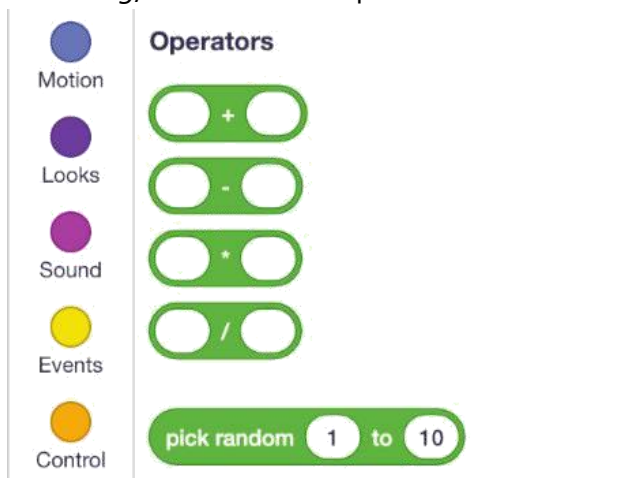 Motion
Looks
Sound
Events
Control
Operators
+
-
*
/
pick random 1 to 10